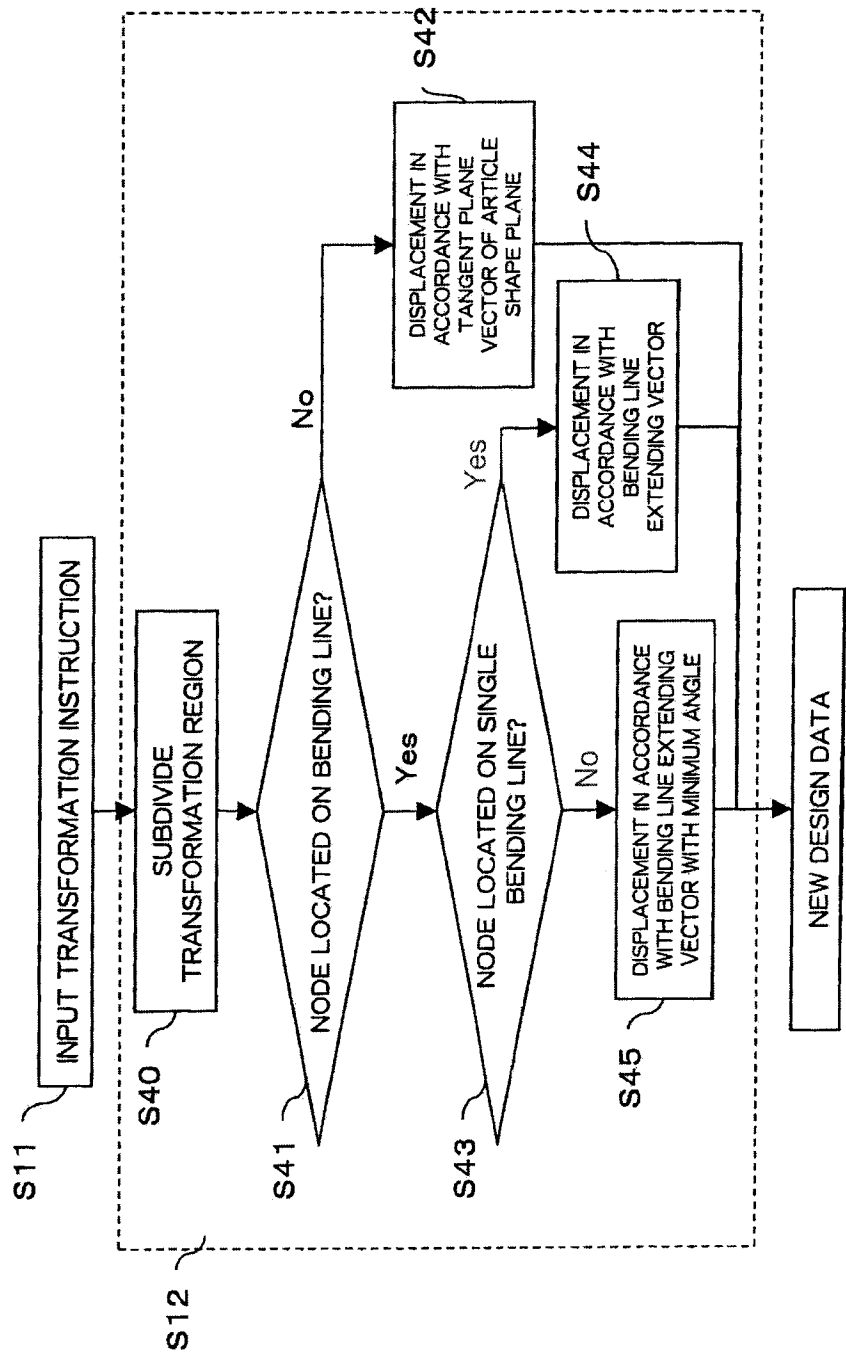 S11
INPUT TRANSFORMATION INSTRUCTION
S12
S40
SUBDIVIDE
TRANSFORMATION REGION
S41
NODE LOCATED ON BENDING LINE?
No
Yes
S42
DISPLACEMENT IN
ACCORDANCE WITH
TANGENT PLANE
VECTOR OF ARTICLE
SHAPE PLANE
S43
NODE LOCATED ON SINGLE
BENDING LINE?
Yes
No
S44
DISPLACEMENT IN
ACCORDANCE WITH
BENDING LINE
EXTENDING VECTOR
S45
DISPLACEMENT IN ACCORDANCE
WITH BENDING LINE EXTENDING
VECTOR WITH MINIMUM ANGLE
NEW DESIGN DATA